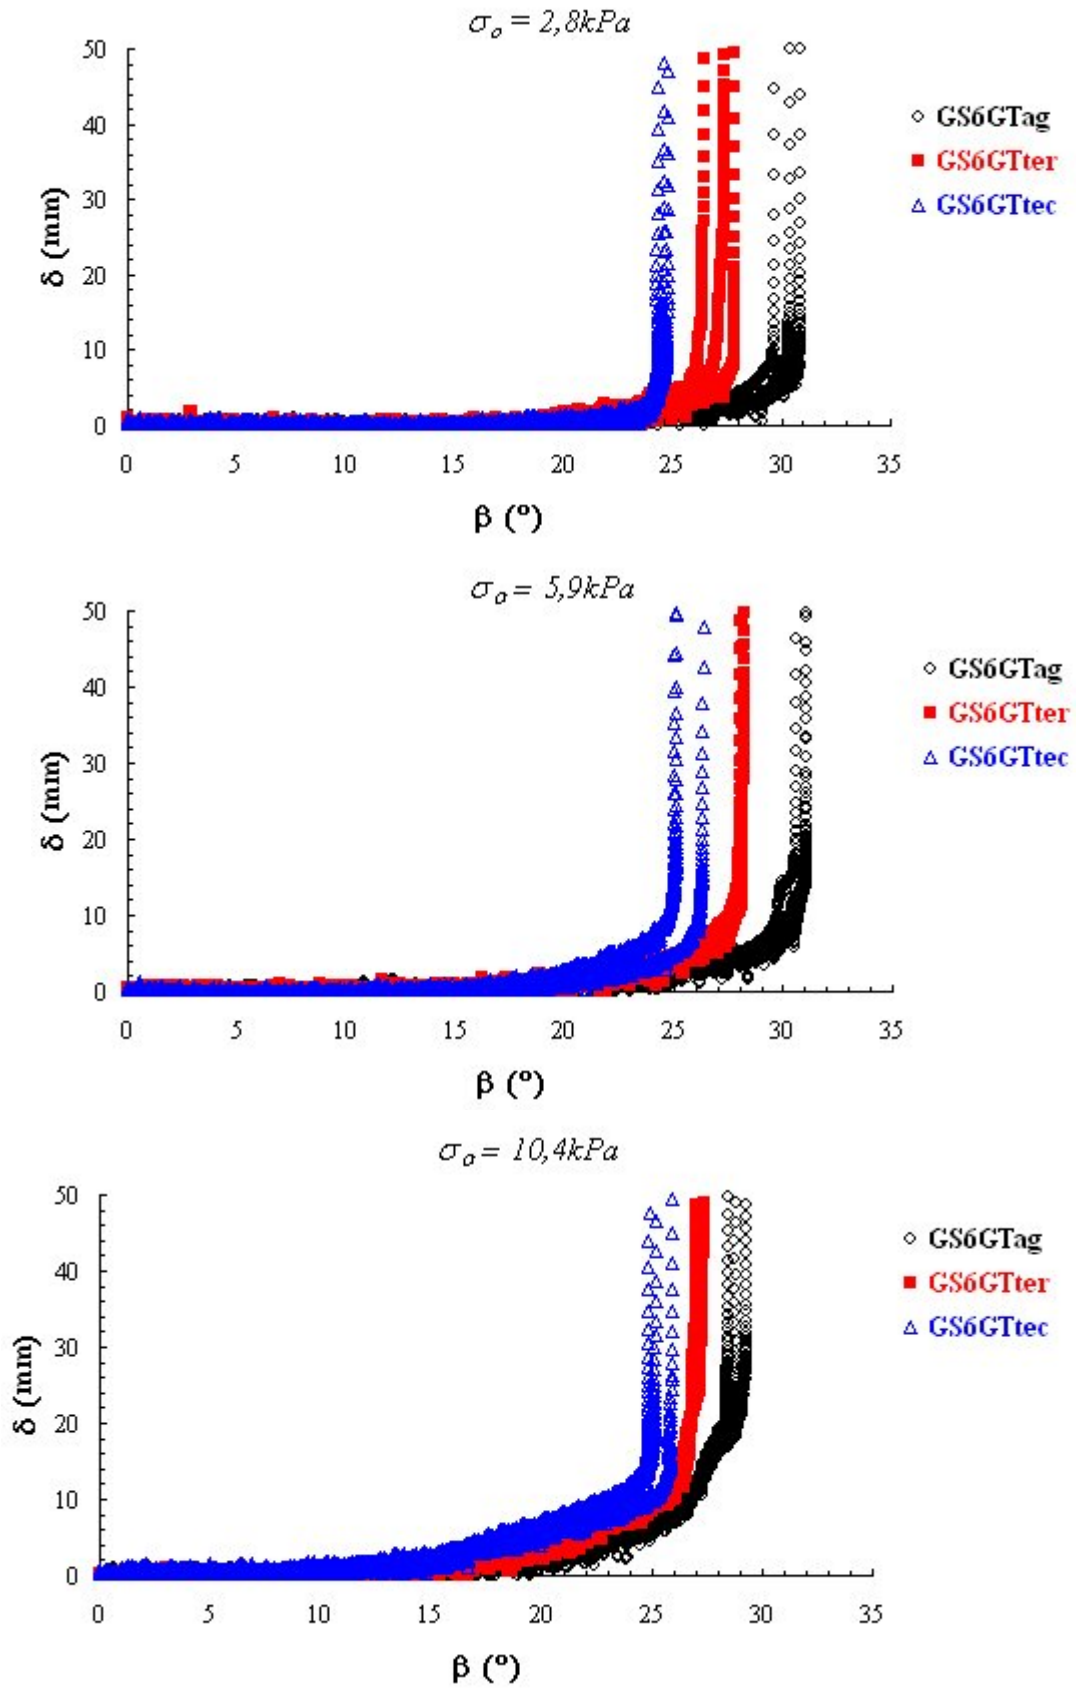 σo = 2,8kPa
50
40
30
20
10
0
δ (mm)
0 5 10 15 20 25 30 35
β (º)
GS6GTag
GS6GTter
GS6GTtec
σo = 5,9kPa
50
40
30
20
10
0
δ (mm)
0 5 10 15 20 25 30 35
β (º)
GS6GTag
GS6GTter
GS6GTtec
σo = 10,4kPa
50
40
30
20
10
0
δ (mm)
0 5 10 15 20 25 30 35
β (º)
GS6GTag
GS6GTter
GS6GTtec